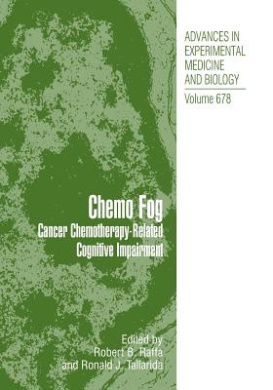 ADVANCES IN
EXPERIMENTAL
MEDICINE
AND BIOLOGY
Volume 678
Chemo Fog
Cancer Chemotherapy-Related
Cognitive Impairment
Edited by
Robert B. Raffa
and Ronald J. Tallarida